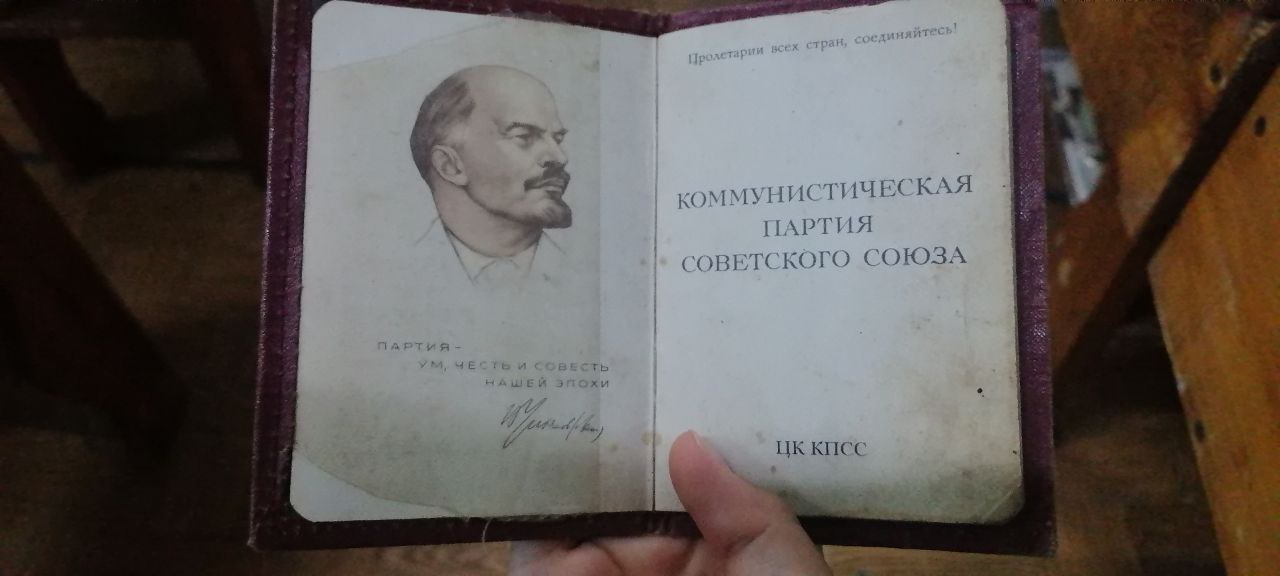 ПАРТИЯ–
УМ, ЧЕСТЬ И СОВЕСТЬ
НАШЕЙ ЭПОХИ
Пролетарии всех стран, соединяйтесь!
КОММУНИСТИЧЕСКАЯ
ПАРТИЯ
СОВЕТСКОГО СОЮЗА
ЦК КПСС